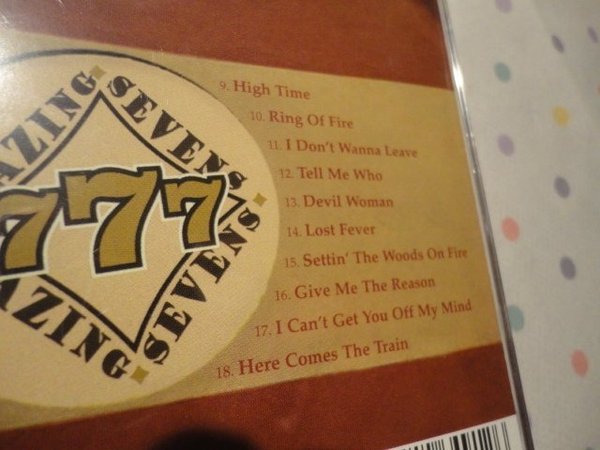 AZING SEVENS
777
AZING SEVENS
9. High Time
10. Ring Of Fire
11. I Don't Wanna Leave
12. Tell Me Who
13. Devil Woman
14. Lost Fever
15. Settin' The Woods On Fire
16. Give Me The Reason
17. I Can't Get You Off My Mind
18. Here Comes The Train